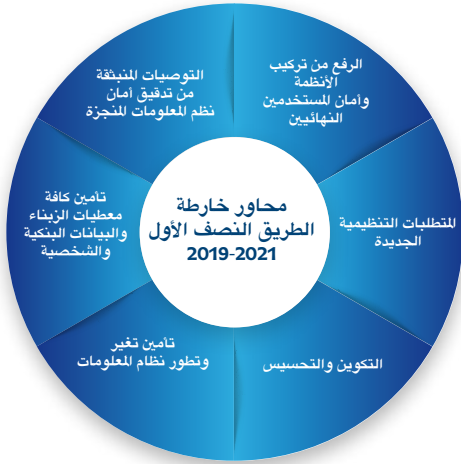 الرفع من تركيب
الأنظمة
وأمان المستخدمين
النهائيين
التوصيات المنبثقة
من تدقيق أمان
نظم المعلومات المنجزة
محاور خارطة
الطريق النصف الأول
2019-2021
المتطلبات التنظيمية
الجديدة
تأمين كافة
معطيات الزبناء
والبيانات البنكية
والشخصية
التكوين والتحسيس
تأمين تغير
وتطور نظام المعلومات